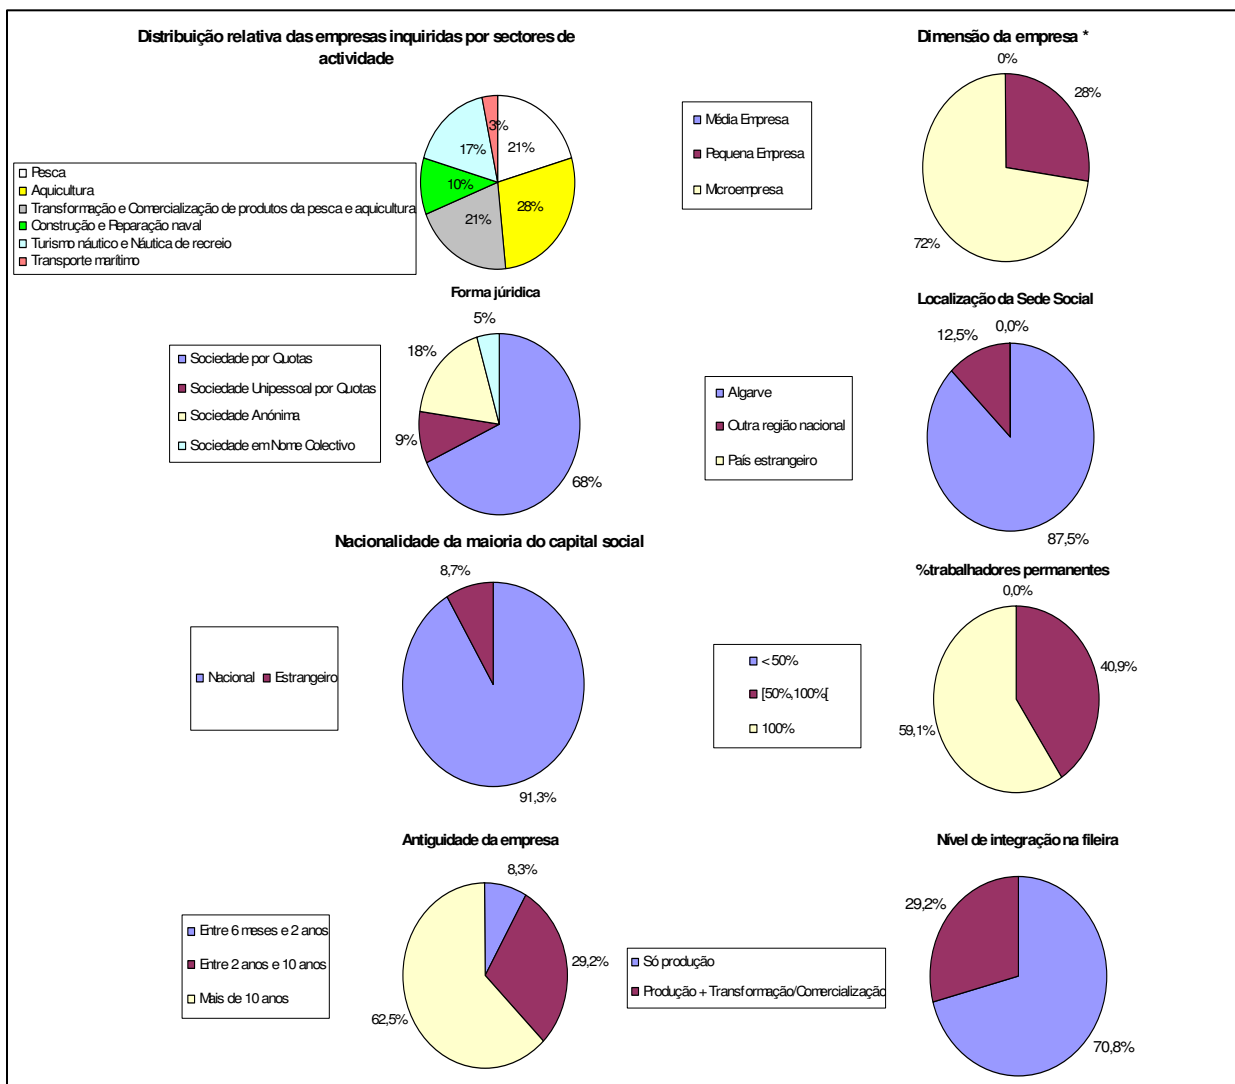 Distribuição relativa das empresas inquiridas por sectores de
actividade
3%
21%
17%
10%
28%
21%
Pesca
Aquicultura
Transformação e Comercialização de produtos da pesca e aquicultura
Construção e Reparação naval
Turismo náutico e Náutica de recreio
Transporte marítimo
Dimensão da empresa *
0%
28%
72%
Média Empresa
Pequena Empresa
Microempresa
Forma júridica
5%
18%
9%
68%
Sociedade por Quotas
Sociedade Unipessoal por Quotas
Sociedade Anónima
Sociedade em Nome Colectivo
Localização da Sede Social
12,5%
0,0%
87,5%
Algarve
Outra região nacional
País estrangeiro
Nacionalidade da maioria do capital social
8,7%
91,3%
Nacional
Estrangeiro
%trabalhadores permanentes
0,0%
40,9%
59,1%
< 50%
[50%,100%[
100%
Antiguidade da empresa
8,3%
29,2%
62,5%
Entre 6 meses e 2 anos
Entre 2 anos e 10 anos
Mais de 10 anos
Nível de integração na fileira
29,2%
70,8%
Só produção
Produção + Transformação/Comercialização